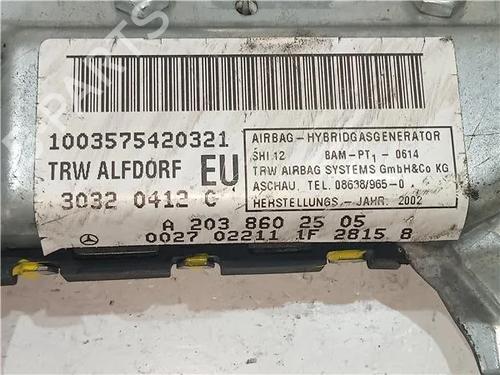 1003575420321
TRW ALFDORF EU
3032 0412 C
AIRBAG - HYBRIDGASGENERATOR
SHI 12 BAM-PT1-0614
TRW AIRBAG SYSTEMS GmbH&Co KG
ASCHAU. TEL. 08638/965-0
HERSTELLUNGS - JAHR. 2002
A 203 860 25 05
0027 02211 1F 2815 8